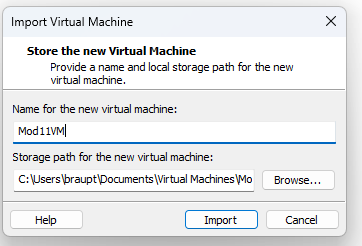 Import Virtual Machine
Store the new Virtual Machine
Provide a name and local storage path for the new
virtual machine.
Name for the new virtual machine:
Mod11VM
Storage path for the new virtual machine:
C:\Users\braupt\Documents\Virtual Machines\Mo
Browse...
Help
Import
Cancel